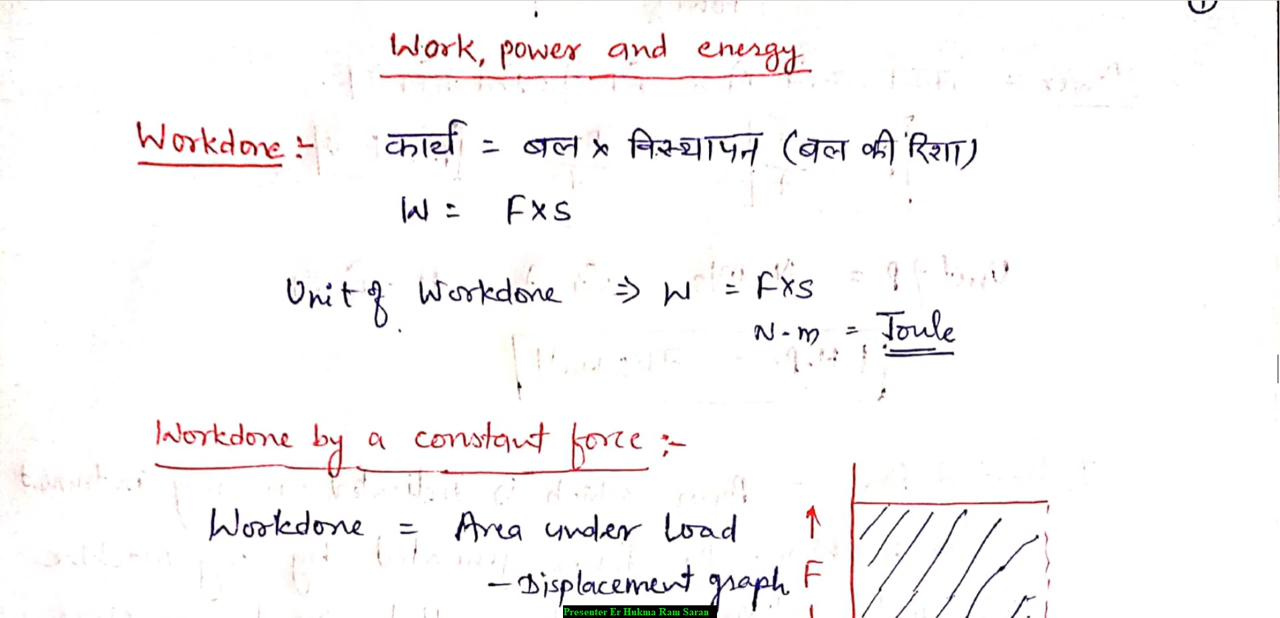 1
Work, power and energy
Workdone :- कार्य = बल × विस्थापन (बल की दिशा)
W = F×S
Unit of Workdone ⇒ W = F×S
N-m = Joule
Workdone by a constant force :-
Workdone = Area under Load
- Displacement graph
↑
F
Presenter Er Hukma Ram Saran